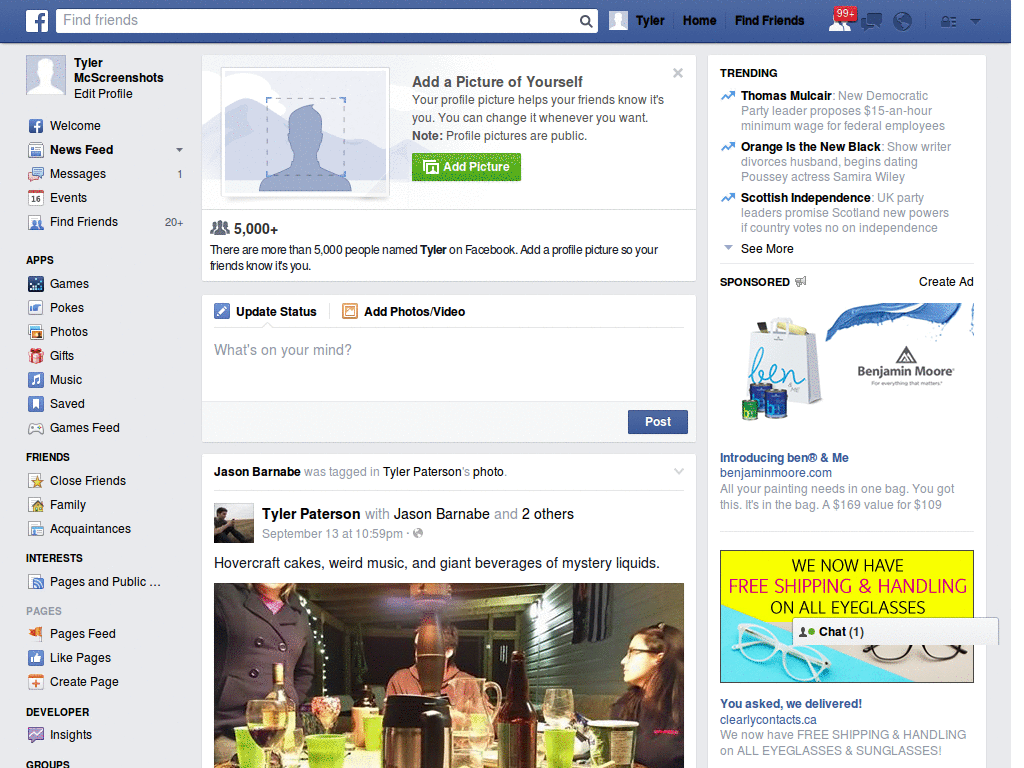 Find friends
Tyler
Home
Find Friends
99+
Tyler
McScreenshots
Edit Profile
Welcome
News Feed
Messages
1
16
Events
Find Friends
20+
APPS
Games
Pokes
Photos
Gifts
Music
Saved
Games Feed
FRIENDS
Close Friends
Family
Acquaintances
INTERESTS
Pages and Public ...
PAGES
Pages Feed
Like Pages
Create Page
DEVELOPER
Insights
GROUPS
Add a Picture of Yourself
Your profile picture helps your friends know it's
you. You can change it whenever you want.
Note: Profile pictures are public.
Add Picture
5,000+
There are more than 5,000 people named Tyler on Facebook. Add a profile picture so your
friends know it's you.
Update Status
Add Photos/Video
What's on your mind?
Post
Jason Barnabe was tagged in Tyler Paterson's photo.
Tyler Paterson with Jason Barnabe and 2 others
September 13 at 10:59pm ·
Hovercraft cakes, weird music, and giant beverages of mystery liquids.
TRENDING
Thomas Mulcair: New Democratic
Party leader proposes $15-an-hour
minimum wage for federal employees
Orange Is the New Black: Show writer
divorces husband, begins dating
Poussey actress Samira Wiley
Scottish Independence: UK party
leaders promise Scotland new powers
if country votes no on independence
See More
SPONSORED
Create Ad
ben
Benjamin Moore®
For everything that matters.®
Introducing ben® & Me
benjaminmoore.com
All your painting needs in one bag. You got
this. It's in the bag. A $169 value for $109
WE NOW HAVE
FREE SHIPPING & HANDLING
ON ALL EYEGLASSES
Chat (1)
You asked, we delivered!
clearlycontacts.ca
We now have FREE SHIPPING & HANDLING
on ALL EYEGLASSES & SUNGLASSES!